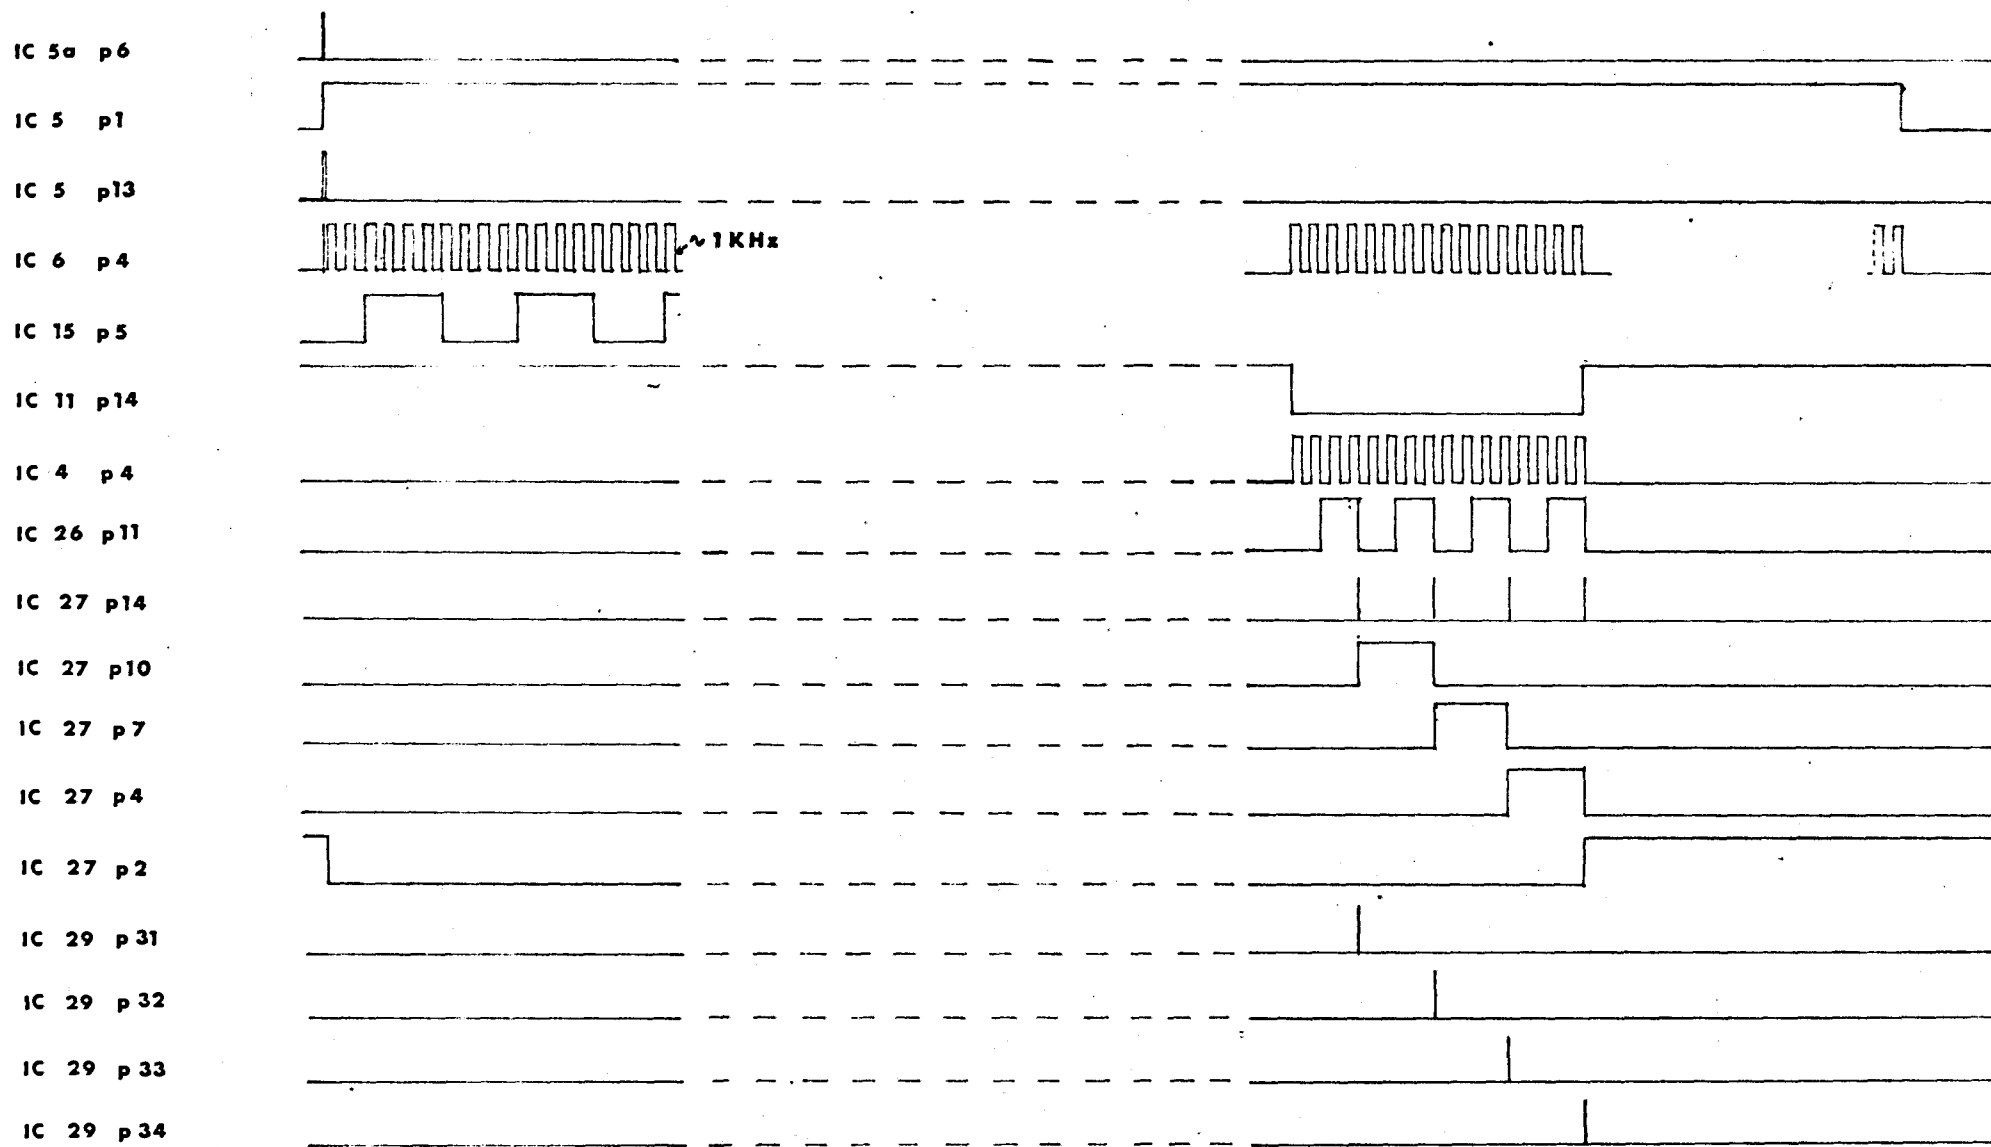 IC 5a p6
IC 5 p1
IC 5 p13
IC 6 p4
~ 1 KHz
IC 15 p5
IC 11 p14
IC 4 p4
IC 26 p11
IC 27 p14
IC 27 p10
IC 27 p7
IC 27 p4
IC 27 p2
IC 29 p31
IC 29 p32
IC 29 p33
IC 29 p34